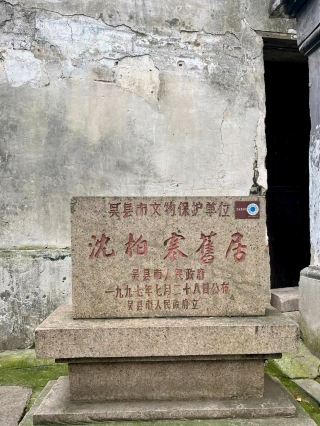 吴县市文物保护单位
沈柏寒舊居
吴县市人民政府
一九九七年七月二十八日公布
吴县市人民政府立